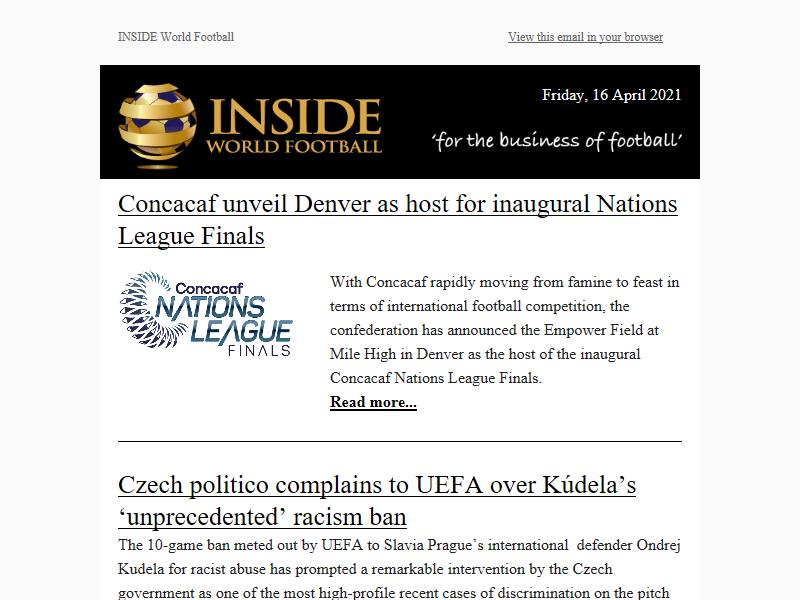 INSIDE World Football
View this email in your browser
INSIDE
WORLD FOOTBALL
Friday, 16 April 2021
‘for the business of football’
Concacaf unveil Denver as host for inaugural Nations
League Finals
Concacaf
NATIONS
LEAGUE
FINALS
With Concacaf rapidly moving from famine to feast in
terms of international football competition, the
confederation has announced the Empower Field at
Mile High in Denver as the host of the inaugural
Concacaf Nations League Finals.
Read more...
Czech politico complains to UEFA over Kúdela’s
‘unprecedented’ racism ban
The 10-game ban meted out by UEFA to Slavia Prague’s international  defender Ondrej
Kudela for racist abuse has prompted a remarkable intervention by the Czech
government as one of the most high-profile recent cases of discrimination on the pitch